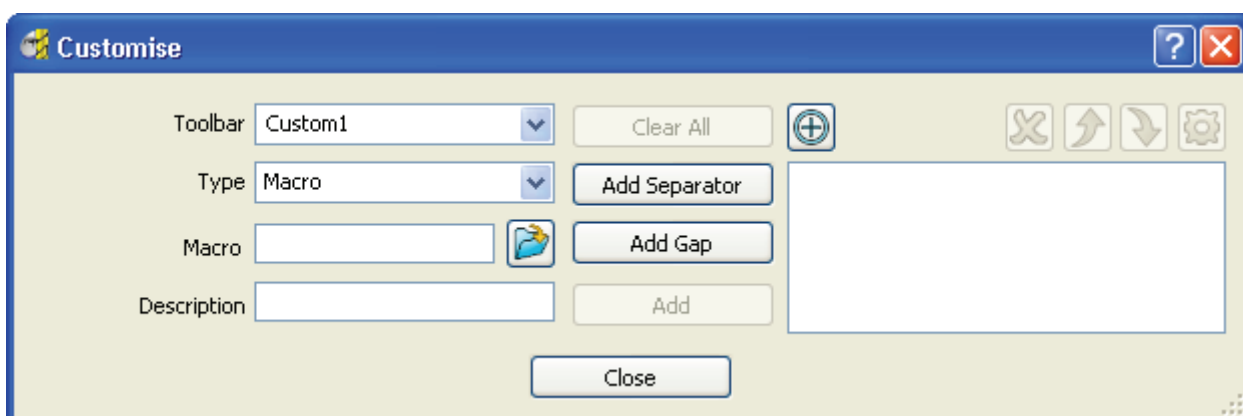 Customise
Toolbar Custom1 Clear All
Type Macro Add Separator
Macro Add Gap
Description Add
Close